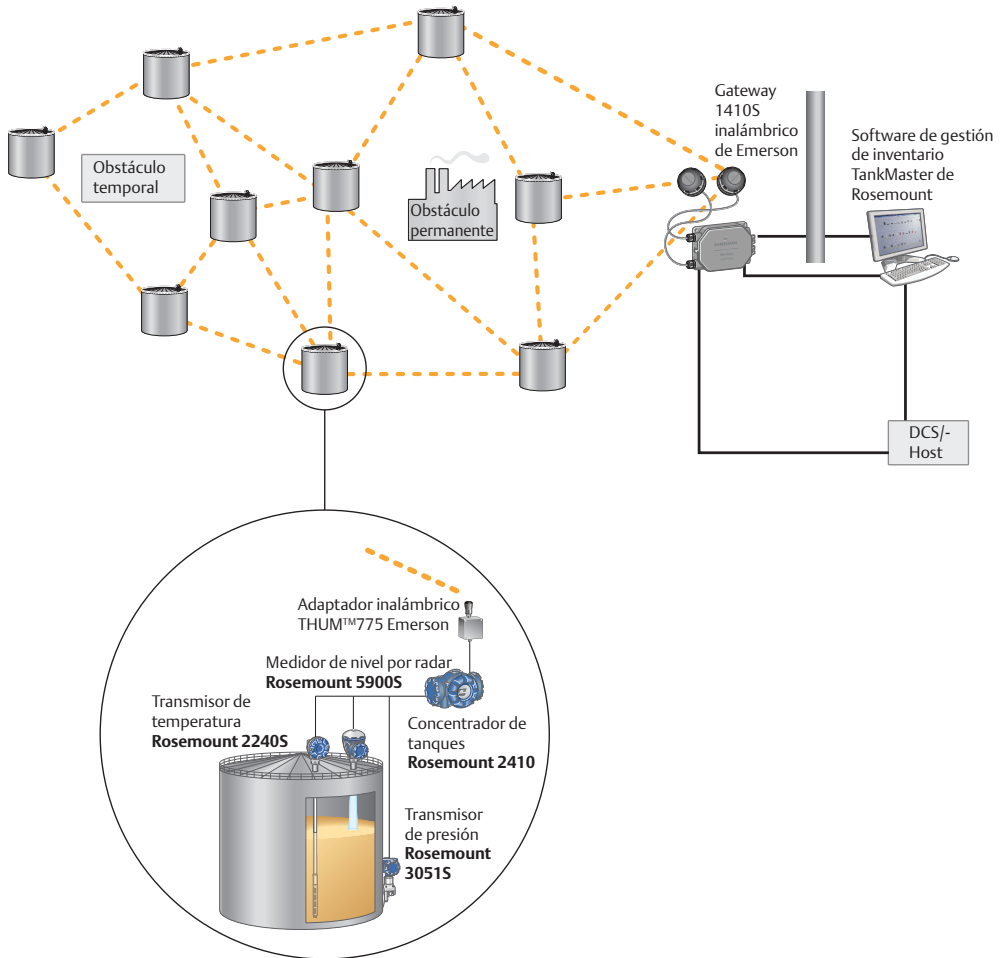 Gateway
1410S
inalámbrico
de Emerson
Software de gestión
de inventario
TankMaster de
Rosemount
Obstáculo
temporal
Obstáculo
permanente
DCS/-
Host
Adaptador inalámbrico
THUM™775 Emerson
Medidor de nivel por radar
Rosemount 5900S
Transmisor de
temperatura
Rosemount 2240S
Concentrador de
tanques
Rosemount 2410
Transmisor
de presión
Rosemount
3051S